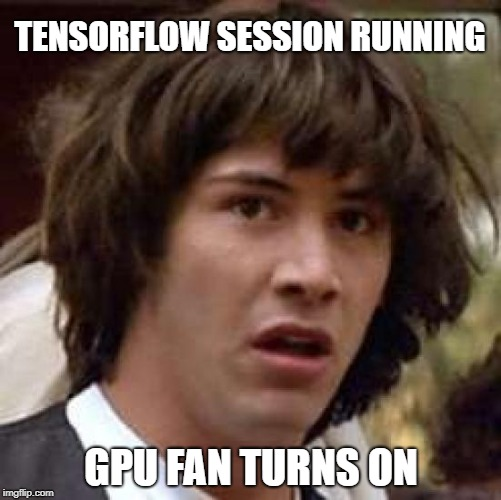 TENSORFLOW SESSION RUNNING
GPU FAN TURNS ON
imgflip.com